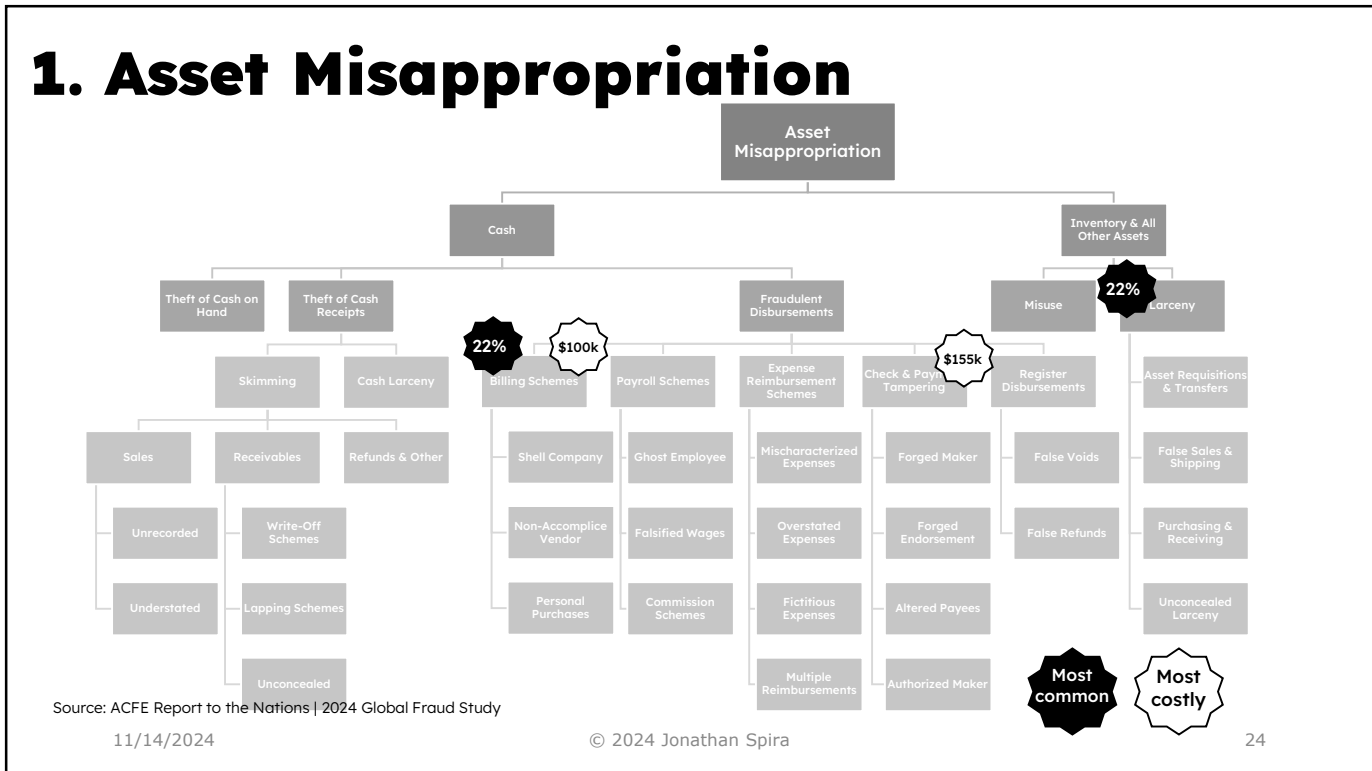 1. Asset Misappropriation
Asset
Misappropriation
Cash
Inventory & All
Other Assets
Theft of Cash on
Hand
Theft of Cash
Receipts
Fraudulent
Disbursements
Misuse
22%
Larceny
22%
$100k
$155k
Skimming
Cash Larceny
Billing Schemes
Payroll Schemes
Expense
Reimbursement
Schemes
Check &
Tampering
Register
Disbursements
Asset Requisitions
& Transfers
Sales
Receivables
Refunds & Other
Shell Company
Ghost Employee
Mischaracterized
Expenses
Forged Maker
False Voids
False Sales &
Shipping
Unrecorded
Write-Off
Schemes
Non-Accomplice
Vendor
Falsified Wages
Overstated
Expenses
Forged
Endorsement
False Refunds
Purchasing &
Receiving
Understated
Lapping Schemes
Personal
Purchases
Commission
Schemes
Fictitious
Expenses
Altered Payees
Unconcealed
Larceny
Unconcealed
Multiple
Reimbursements
Authorized Maker
Most
common
Most
costly
Source: ACFE Report to the Nations | 2024 Global Fraud Study
11/14/2024
© 2024 Jonathan Spira
24